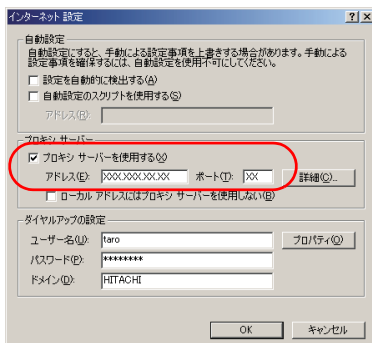 インターネット 設定
自動設定
自動設定にすると、手動による設定事項を上書きする場合があります。手動による
設定事項を確保するには、自動設定を使用不可にしてください。
設定を自動的に検出する(A)
自動設定のスクリプトを使用する(S)
アドレス(R):
プロキシ サーバー
プロキシ サーバーを使用する(X)
アドレス(E): XXX.XXX.XX.XX ポート(T): XX 詳細(C)...
ローカル アドレスにはプロキシ サーバーを使用しない(B)
ダイヤルアップの設定
ユーザー名(U): taro プロパティ(O)
パスワード(P): ********
ドメイン(D): HITACHI
OK キャンセル